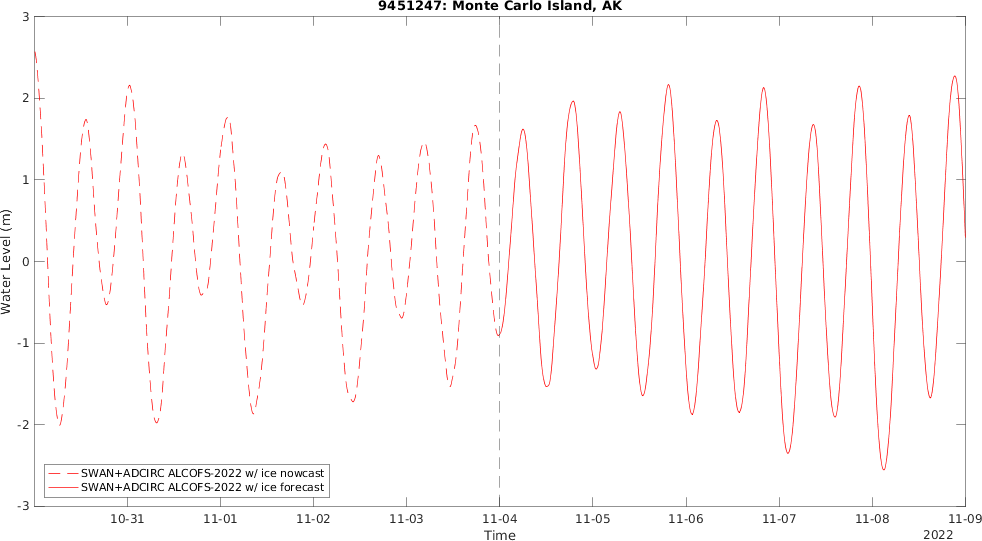 9451247: Monte Carlo Island, AK
3
2
1
0
-1
-2
-3
Water Level (m)
SWAN+ADCIRC ALCOFS-2022 w/ ice nowcast
SWAN+ADCIRC ALCOFS-2022 w/ ice forecast
10-31 11-01 11-02 11-03 11-04 11-05 11-06 11-07 11-08 11-09
Time
2022